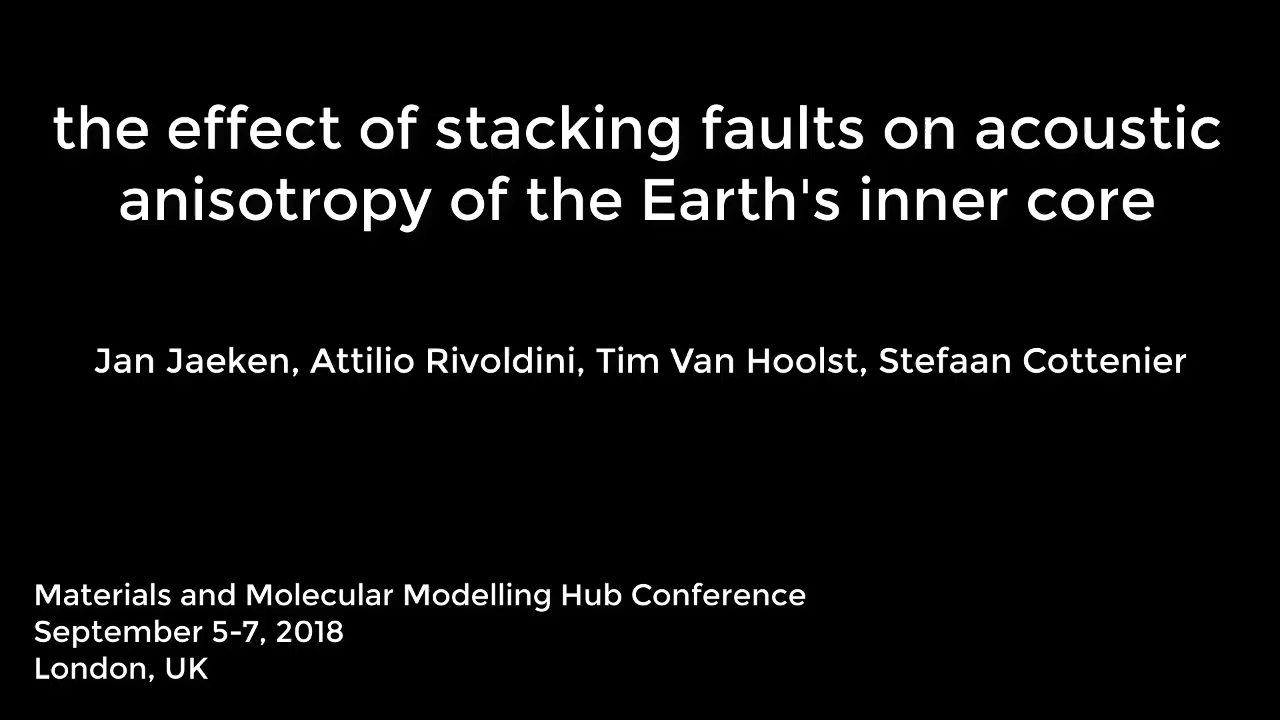 the effect of stacking faults on acoustic
anisotropy of the Earth's inner core
Jan Jaeken, Attilio Rivoldini, Tim Van Hoolst, Stefaan Cottenier
Materials and Molecular Modelling Hub Conference
September 5-7, 2018
London, UK